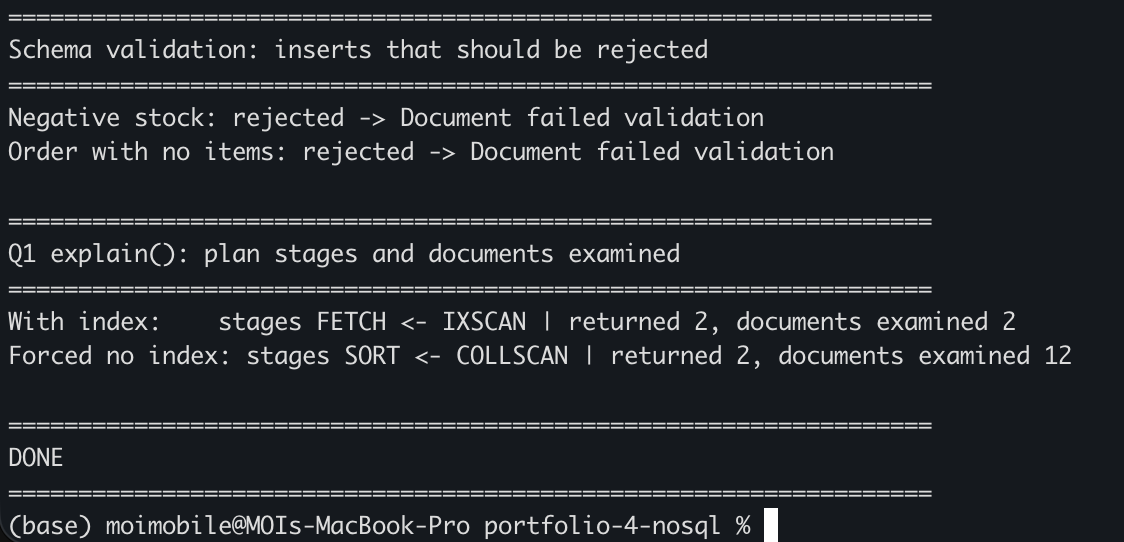 ==================================================================
Schema validation: inserts that should be rejected
==================================================================
Negative stock: rejected -> Document failed validation
Order with no items: rejected -> Document failed validation
==================================================================
Q1 explain(): plan stages and documents examined
==================================================================
With index:    stages FETCH <- IXSCAN | returned 2, documents examined 2
Forced no index: stages SORT <- COLLSCAN | returned 2, documents examined 12
==================================================================
DONE
==================================================================
(base) moimobile@MOIs-MacBook-Pro portfolio-4-nosql %